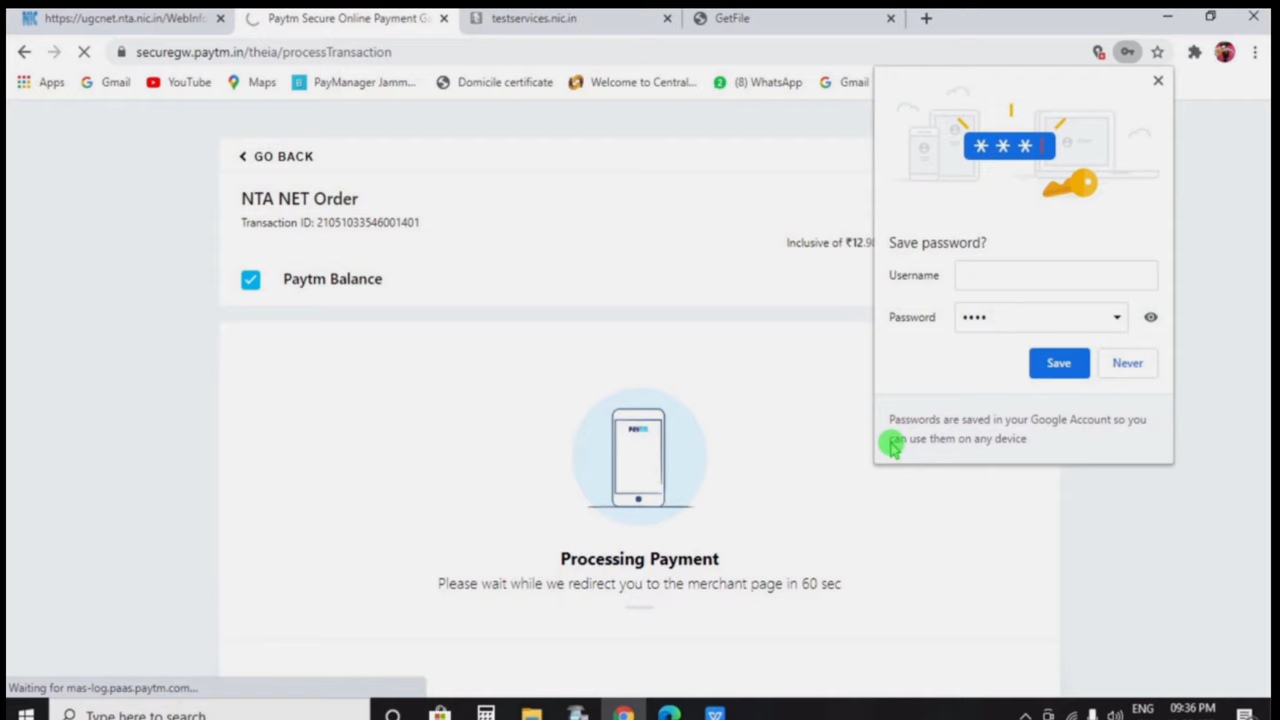 https://ugcnet.nta.nic.in/WebInfo
Paytm Secure Online Payment G
testservices.nic.in
GetFile
securegw.paytm.in/theia/processTransaction
Apps
Gmail
YouTube
Maps
PayManager Jamm...
Domicile certificate
Welcome to Central...
(8) WhatsApp
Gmail
GO BACK
NTA NET Order
Transaction ID: 21051033546001401
Inclusive of ₹12.9
Paytm Balance
Save password?
Username
Password ••••
Save
Never
Passwords are saved in your Google Account so you
can use them on any device
Processing Payment
Please wait while we redirect you to the merchant page in 60 sec
Waiting for mas-log.paas.paytm.com...
Type here to search
ENG
09:36 PM